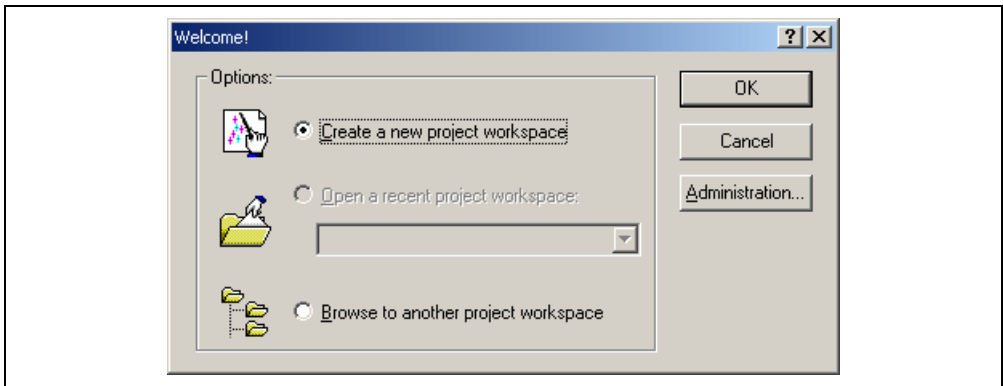 Welcome!
Options:
Create a new project workspace
Open a recent project workspace:
Browse to another project workspace
OK
Cancel
Administration...